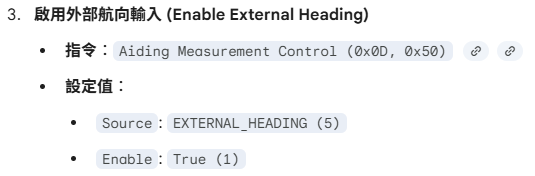 3. 啟用外部航向輸入 (Enable External Heading)
• 指令：Aiding Measurement Control (0x0D, 0x50)
• 設定值：
• Source：EXTERNAL_HEADING (5)
• Enable：True (1)